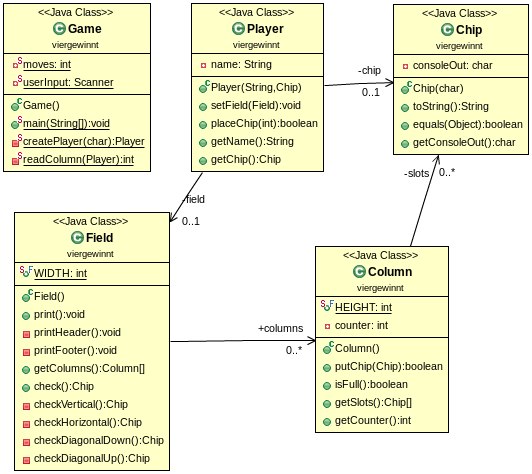 <<Java Class>>
Game
viergewinnt
moves: int
userInput: Scanner
Game()
main(String[]):void
createPlayer(char):Player
readColumn(Player):int
<<Java Class>>
Player
viergewinnt
name: String
Player(String,Chip)
setField(Field):void
placeChip(int):boolean
getName():String
getChip():Chip
-chip
0..1
<<Java Class>>
Chip
viergewinnt
consoleOut: char
Chip(char)
toString():String
equals(Object):boolean
getConsoleOut():char
-field
0..1
-slots
0..*
<<Java Class>>
Field
viergewinnt
WIDTH: int
Field()
print():void
printHeader():void
printFooter():void
getColumns():Column[]
check():Chip
checkVertical():Chip
checkHorizontal():Chip
checkDiagonalDown():Chip
checkDiagonalUp():Chip
+columns
0..*
<<Java Class>>
Column
viergewinnt
HEIGHT: int
counter: int
Column()
putChip(Chip):boolean
isFull():boolean
getSlots():Chip[]
getCounter():int